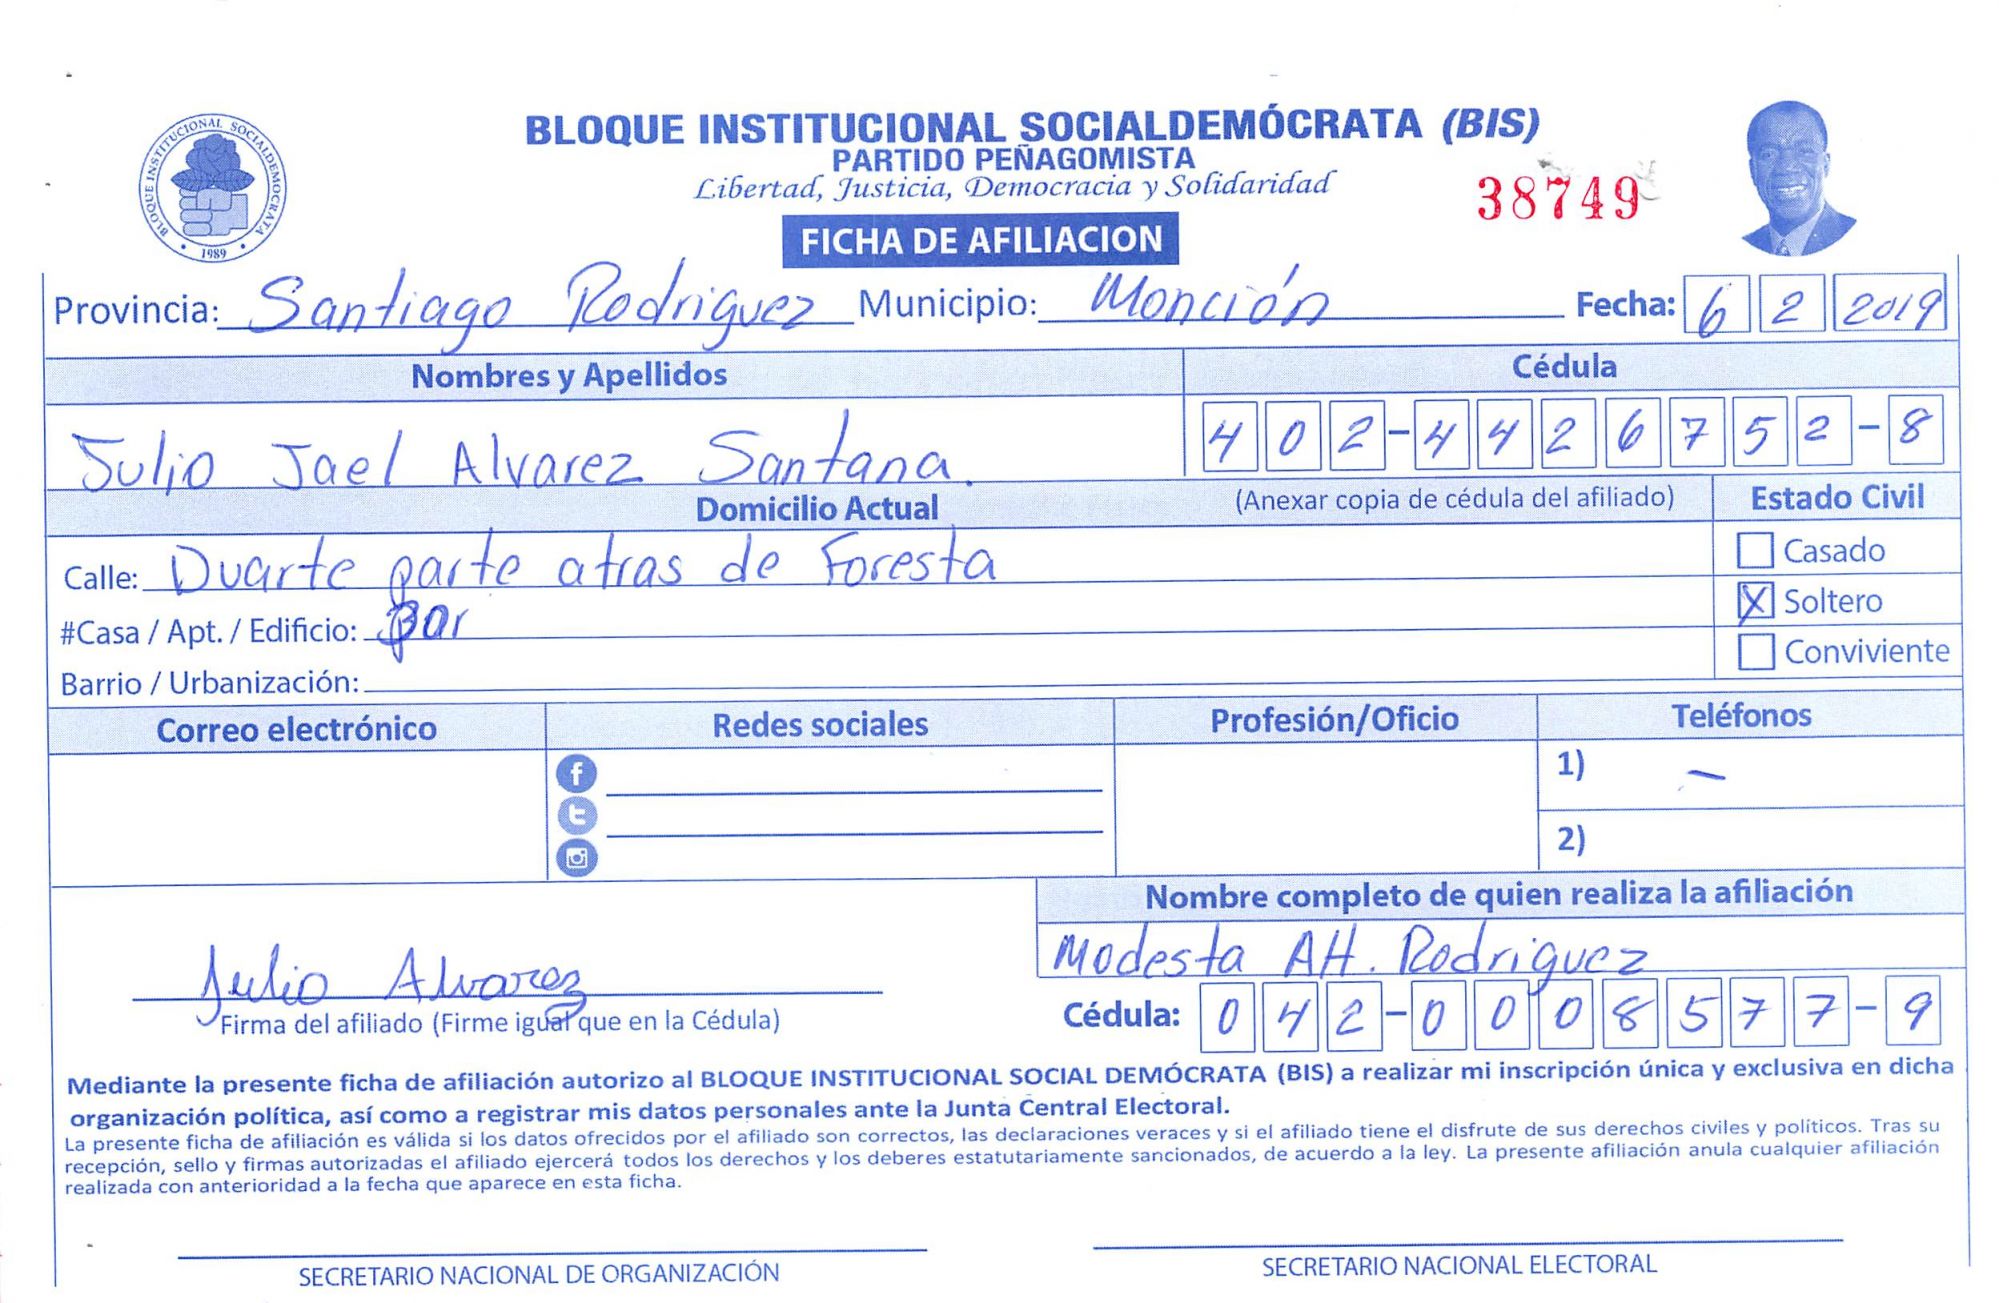 BLOQUE INSTITUCIONAL SOCIALDEMOCRATA
1989
BLOQUE INSTITUCIONAL SOCIALDEMÓCRATA (BIS)
PARTIDO PEÑAGOMISTA
Libertad, Justicia, Democracia y Solidaridad
38749
FICHA DE AFILIACION
Provincia: Santiago Rodriguez Municipio: Monción Fecha: 6 2 2019
Nombres y Apellidos Cédula
Julio Jael Alvarez Santana. 402-4426752-8
Domicilio Actual (Anexar copia de cédula del afiliado) Estado Civil
Calle: Duarte parte atras de Foresta Casado
#Casa / Apt. / Edificio: X Soltero
Barrio / Urbanización: Conviviente
Correo electrónico Redes sociales Profesión/Oficio Teléfonos
1) —
2)
Nombre completo de quien realiza la afiliación
Modesta Alt. Rodriguez
Julio Alvarez
Firma del afiliado (Firme igual que en la Cédula) Cédula: 042-0008577-9
Mediante la presente ficha de afiliación autorizo al BLOQUE INSTITUCIONAL SOCIAL DEMÓCRATA (BIS) a realizar mi inscripción única y exclusiva en dicha
organización política, así como a registrar mis datos personales ante la Junta Central Electoral.
La presente ficha de afiliación es válida si los datos ofrecidos por el afiliado son correctos, las declaraciones veraces y si el afiliado tiene el disfrute de sus derechos civiles y políticos. Tras su
recepción, sello y firmas autorizadas el afiliado ejercerá todos los derechos y los deberes estatutariamente sancionados, de acuerdo a la ley. La presente afiliación anula cualquier afiliación
realizada con anterioridad a la fecha que aparece en esta ficha.
SECRETARIO NACIONAL DE ORGANIZACIÓN SECRETARIO NACIONAL ELECTORAL